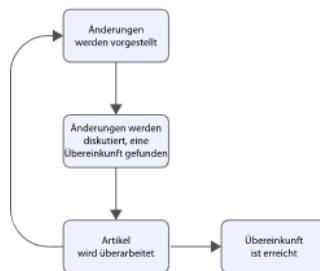 Änderungen
werden vorgestellt
Änderungen werden
diskutiert, eine
Übereinkunft gefunden
Artikel
wird überarbeitet
Übereinkunft
ist erreicht